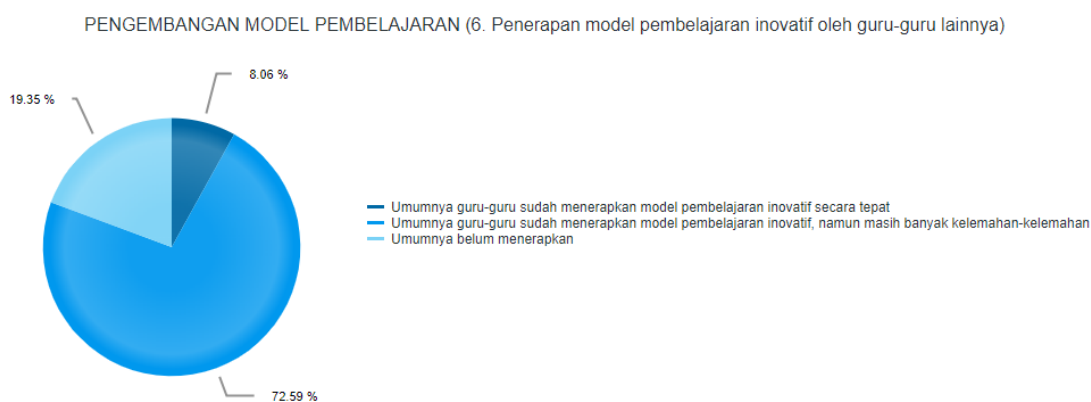 PENGEMBANGAN MODEL PEMBELAJARAN (6. Penerapan model pembelajaran inovatif oleh guru-guru lainnya)
8.06 %
19.35 %
Umumnya guru-guru sudah menerapkan model pembelajaran inovatif secara tepat
Umumnya guru-guru sudah menerapkan model pembelajaran inovatif, namun masih banyak kelemahan-kelemahan
Umumnya belum menerapkan
72.59 %